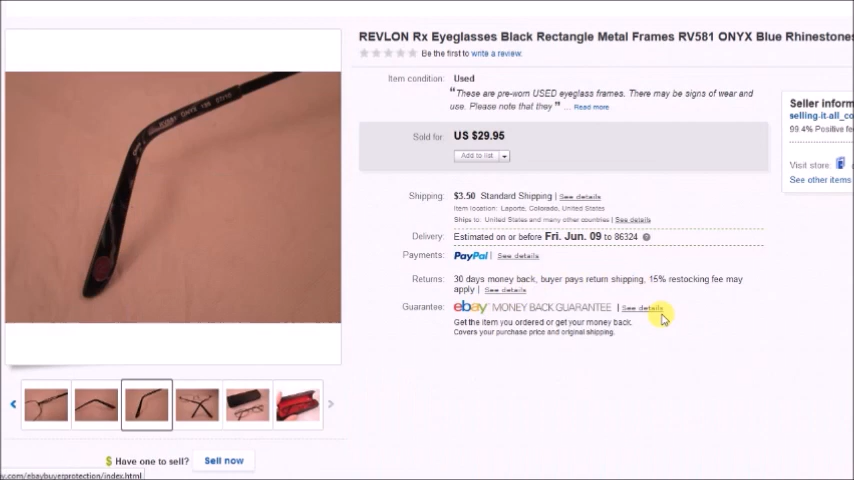 REVLON Rx Eyeglasses Black Rectangle Metal Frames RV581 ONYX Blue Rhinestones
Be the first to write a review.
Item condition: Used
“These are pre-worn USED eyeglass frames. There may be signs of wear and
use. Please note that they ” ... Read more
Seller inform
selling-it-all_co
99.4% Positive fe
Sold for: US $29.95
Add to list
Visit store:
See other items
Shipping: $3.50 Standard Shipping | See details
Item location: Laporte, Colorado, United States
Ships to: United States and many other countries | See details
Delivery: Estimated on or before Fri. Jun. 09 to 86324
Payments: PayPal | See details
Returns: 30 days money back, buyer pays return shipping, 15% restocking fee may
apply | See details
Guarantee: ebay MONEY BACK GUARANTEE | See details
Get the item you ordered or get your money back.
Covers your purchase price and original shipping.
$ Have one to sell? Sell now
y.com/ebaybuyerprotection/index.html